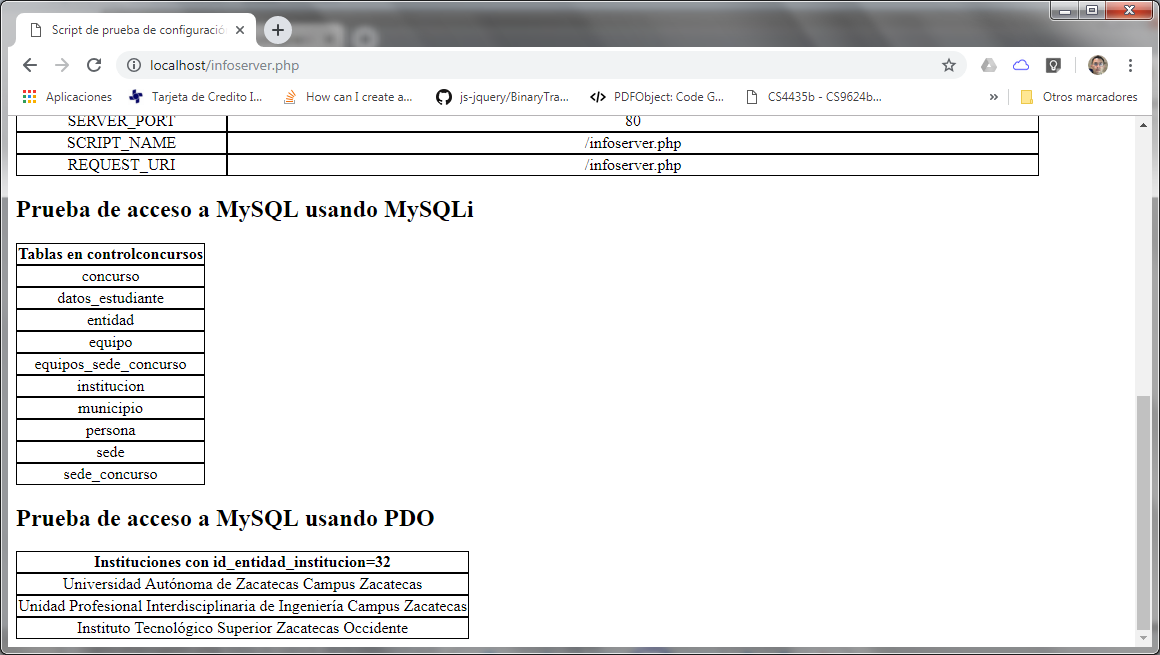 Script de prueba de configuració
localhost/infoserver.php
Aplicaciones Tarjeta de Credito I... How can I create a... js-jquery/BinaryTra... PDFObject: Code G... CS4435b - CS9624b... » Otros marcadores
SERVER_PORT 80
SCRIPT_NAME /infoserver.php
REQUEST_URI /infoserver.php
Prueba de acceso a MySQL usando MySQLi
Tablas en controlconcursos
concurso
datos_estudiante
entidad
equipo
equipos_sede_concurso
institucion
municipio
persona
sede
sede_concurso
Prueba de acceso a MySQL usando PDO
Instituciones con id_entidad_institucion=32
Universidad Autónoma de Zacatecas Campus Zacatecas
Unidad Profesional Interdisciplinaria de Ingeniería Campus Zacatecas
Instituto Tecnológico Superior Zacatecas Occidente